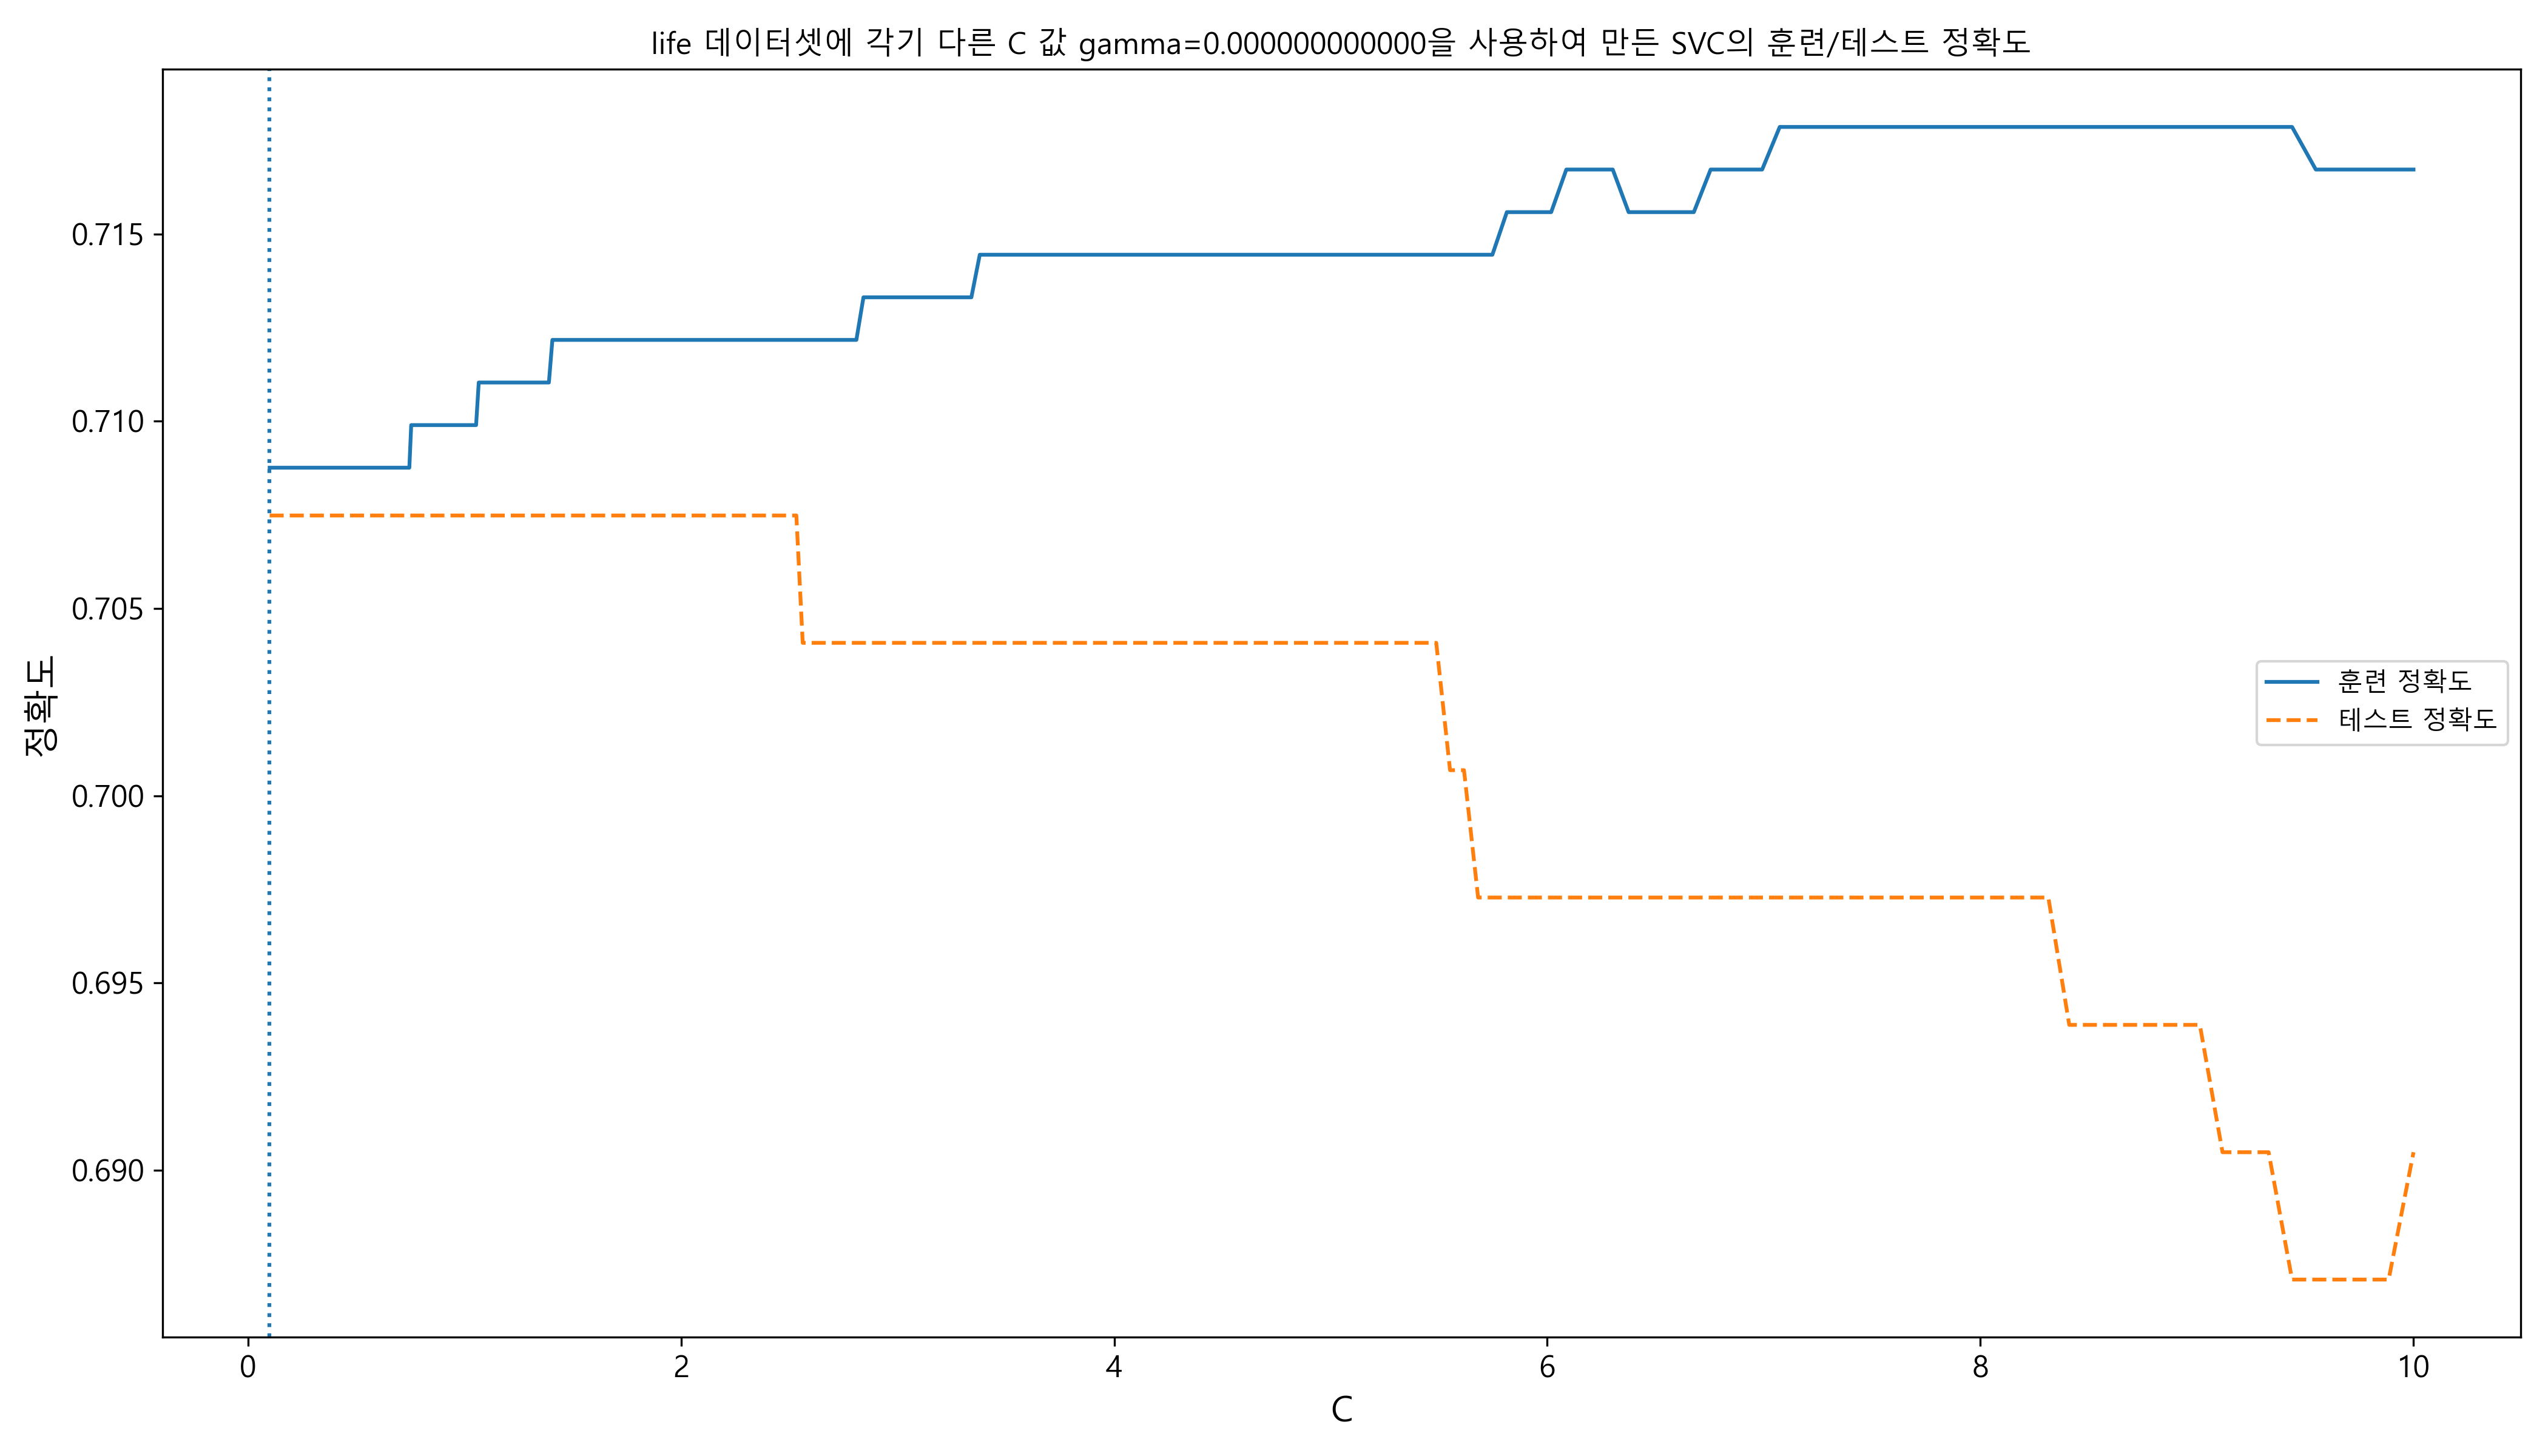 life 데이터셋에 각기 다른 C 값 gamma=0.000000000000을 사용하여 만든 SVC의 훈련/테스트 정확도
정확도
0.715
0.710
0.705
0.700
0.695
0.690
훈련 정확도
테스트 정확도
0 2 4 6 8 10
C